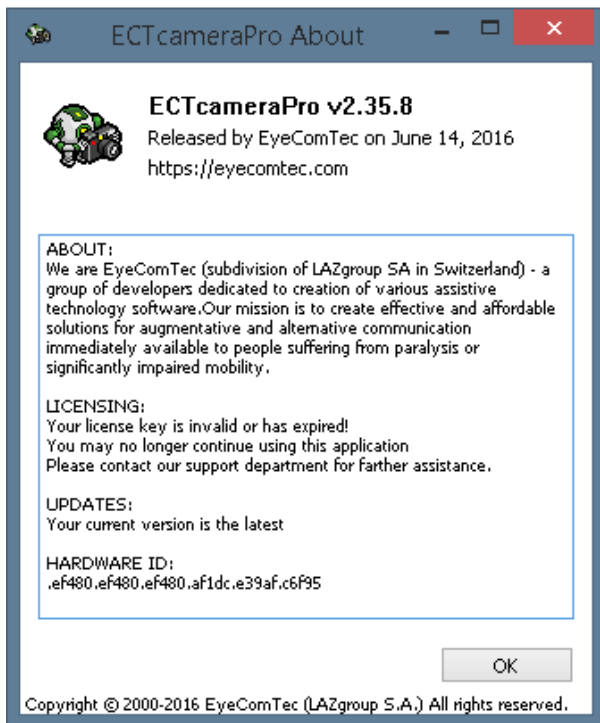 ECTcameraPro About
ECTcameraPro v2.35.8
Released by EyeComTec on June 14, 2016
https://eyecomtec.com
ABOUT:
We are EyeComTec (subdivision of LAZgroup SA in Switzerland) - a
group of developers dedicated to creation of various assistive
technology software.Our mission is to create effective and affordable
solutions for augmentative and alternative communication
immediately available to people suffering from paralysis or
significantly impaired mobility.
LICENSING:
Your license key is invalid or has expired!
You may no longer continue using this application
Please contact our support department for farther assistance.
UPDATES:
Your current version is the latest
HARDWARE ID:
.ef480.ef480.ef480.af1dc.e39af.c6f95
OK
Copyright © 2000-2016 EyeComTec (LAZgroup S.A.) All rights reserved.